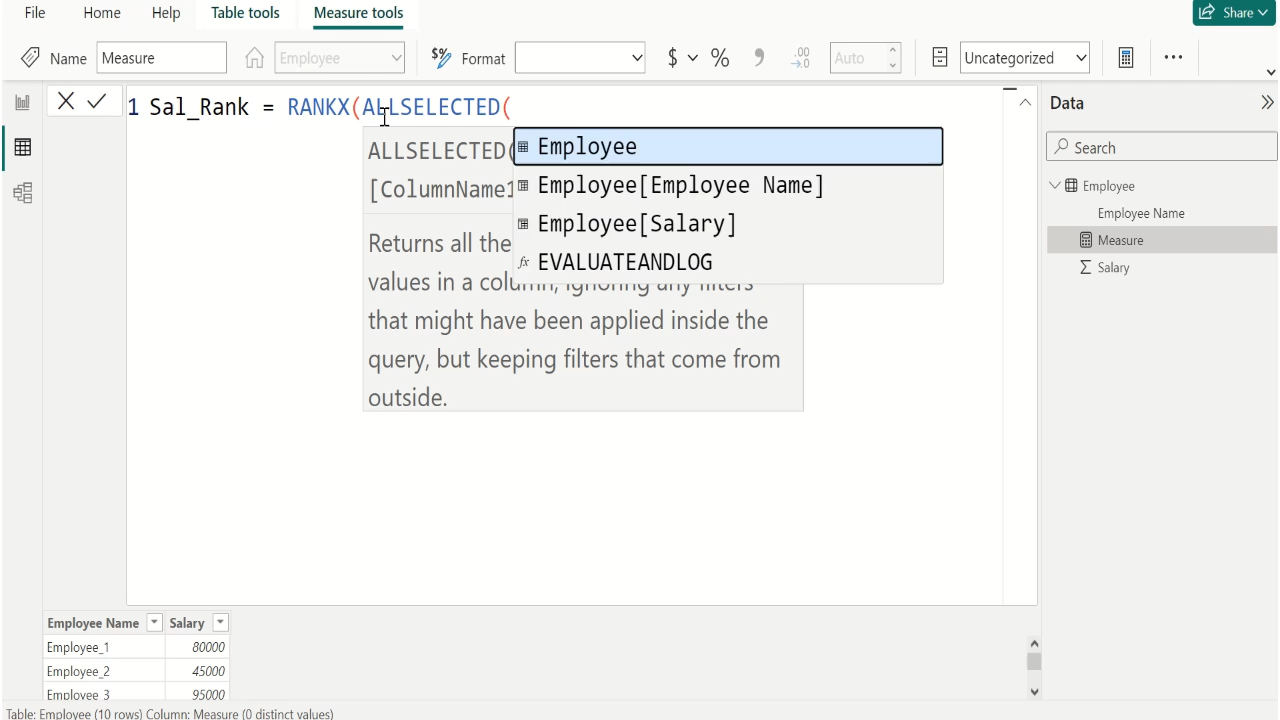 File Home Help Table tools Measure tools Share
Name Measure Employee $% Format $ % .00 →.0 Auto Uncategorized ...
1 Sal_Rank = RANKX(ALLSELECTED(
ALLSELECTED(
[ColumnName1
Employee
Employee[Employee Name]
Employee[Salary]
EVALUATEANDLOG
Returns all the
values in a column, ignoring any filters
that might have been applied inside the
query, but keeping filters that come from
outside.
Data
Search
Employee
Employee Name
Measure
Salary
Employee Name Salary
Employee_1 80000
Employee_2 45000
Employee_3 95000
Table: Employee (10 rows) Column: Measure (0 distinct values)